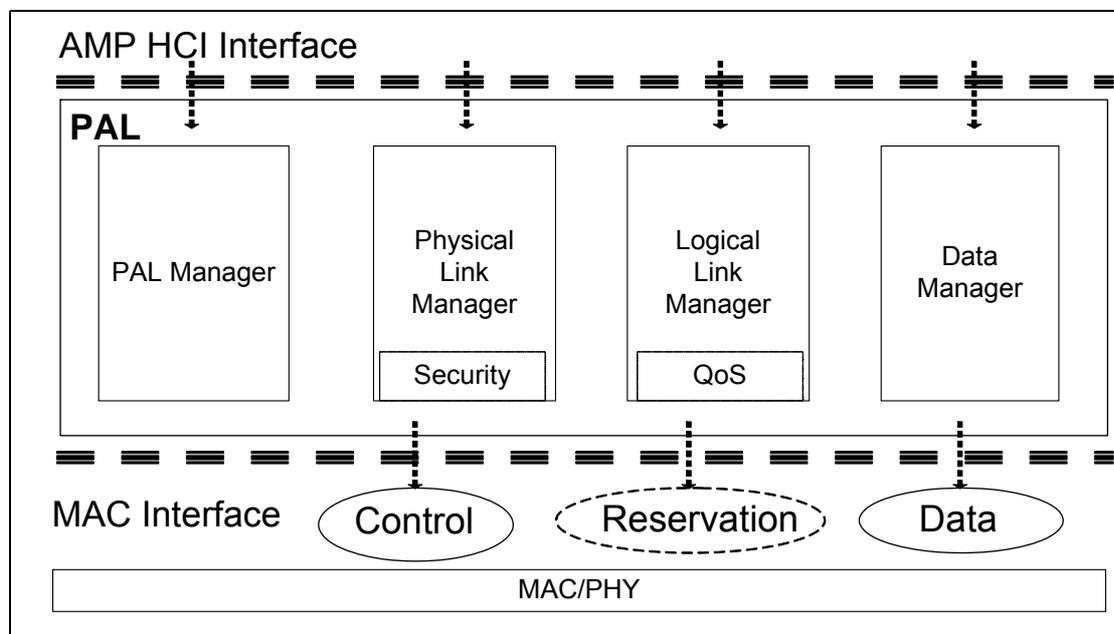 AMP HCI Interface
PAL
PAL Manager
Physical
Link
Manager
Security
Logical
Link
Manager
QoS
Data
Manager
MAC Interface
Control
Reservation
Data
MAC/PHY